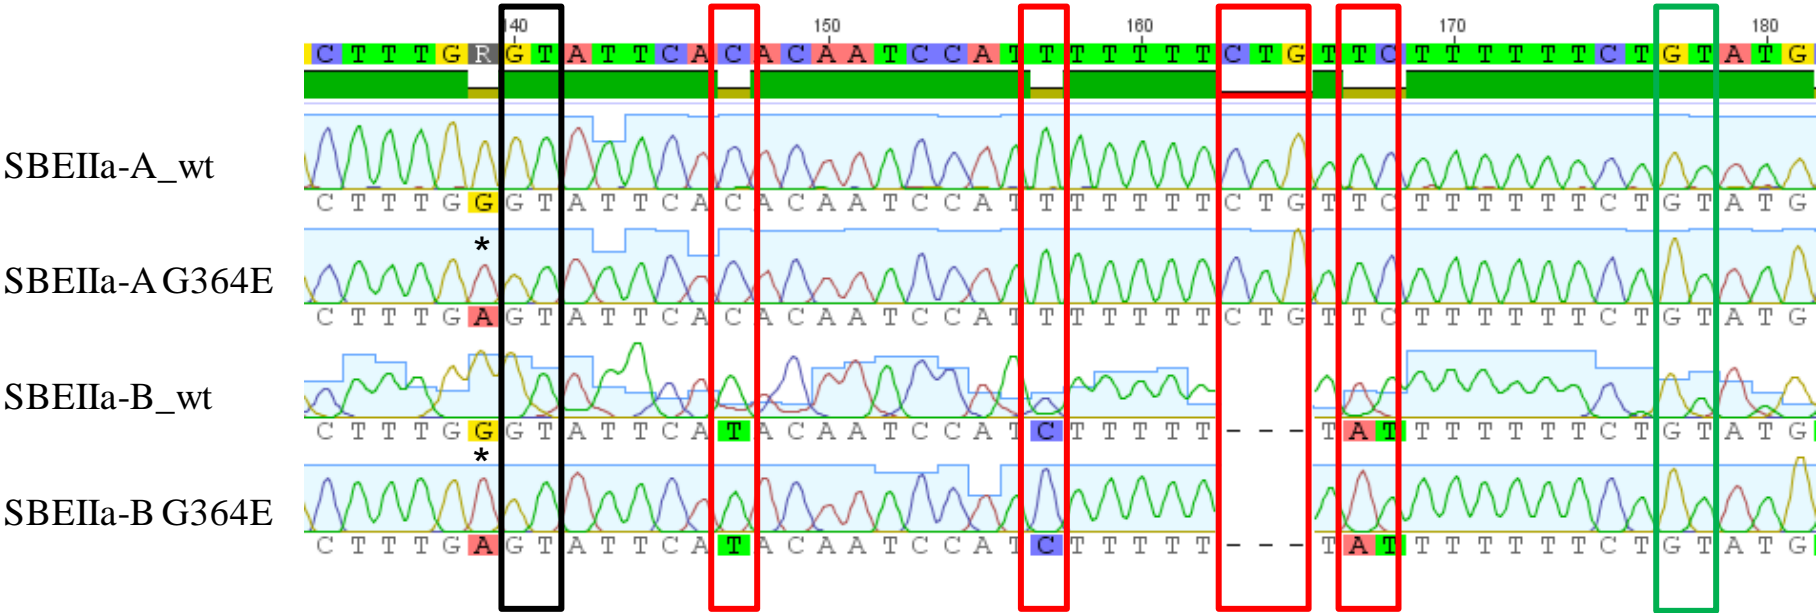 140 150 160 170 180
C T T T G R G T A T T C A C A C A A T C C A T T T T T T T C T G T T C T T T T T T C T G T A T G
SBEIIa-A_wt
C T T T G G G T A T T C A C A C A A T C C A T T T T T T T C T G T T C T T T T T T C T G T A T G
*
SBEIIa-A G364E
C T T T G A G T A T T C A C A C A A T C C A T T T T T T T C T G T T C T T T T T T C T G T A T G
SBEIIa-B_wt
C T T T G G G T A T T C A T A C A A T C C A T C T T T T T - - - T A T T T T T T T C T G T A T G
*
SBEIIa-B G364E
C T T T G A G T A T T C A T A C A A T C C A T C T T T T T - - - T A T T T T T T T C T G T A T G